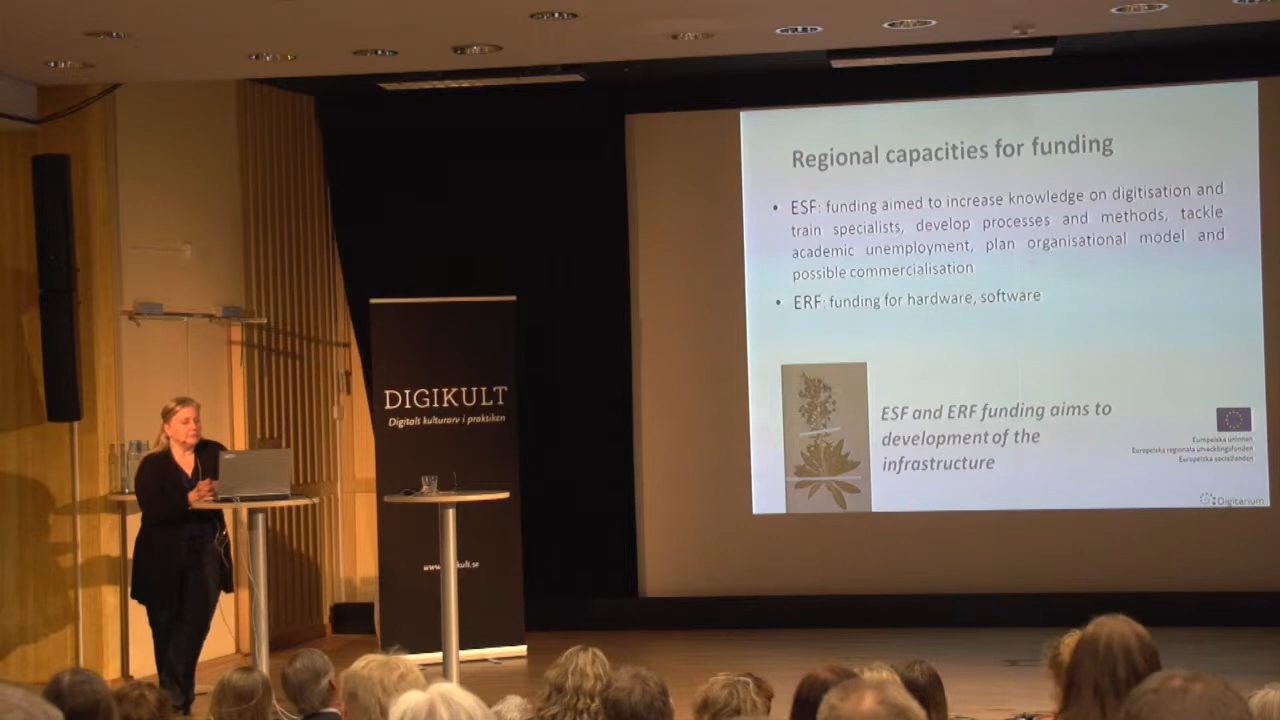 DIGIKULT
Digitalt kulturarv i praktiken
Regional capacities for funding
• ESF: funding aimed to increase knowledge on digitisation and
train specialists, develop processes and methods, tackle
academic unemployment, plan organisational model and
possible commercialisation
• ERF: funding for hardware, software
ESF and ERF funding aims to
development of the
infrastructure
Europeiska unionen
Europeiska regionala utvecklingsfonden
Europeiska socialfonden
Digitarium